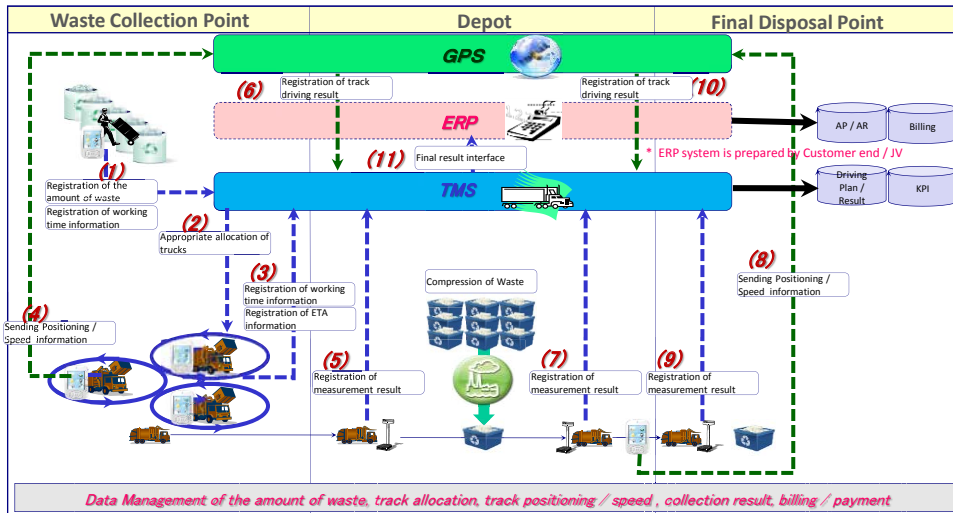 Waste Collection Point
Depot
Final Disposal Point
GPS
(6)
Registration of track
driving result
Registration of track
driving result
(10)
ERP
AP / AR
Billing
* ERP system is prepared by Customer end / JV
(11)
Final result interface
(1)
Registration of the
amount of waste
Registration of working
time information
TMS
Driving
Plan /
Result
KPI
(2)
Appropriate allocation of
trucks
(3)
Registration of working
time information
Registration of ETA
information
(8)
Sending Positioning /
Speed information
Compression of Waste
(4)
Sending Positioning /
Speed information
(5)
Registration of
measurement result
(7)
Registration of
measurement result
(9)
Registration of
measurement result
Data Management of the amount of waste, track allocation, track positioning / speed , collection result, billing / payment